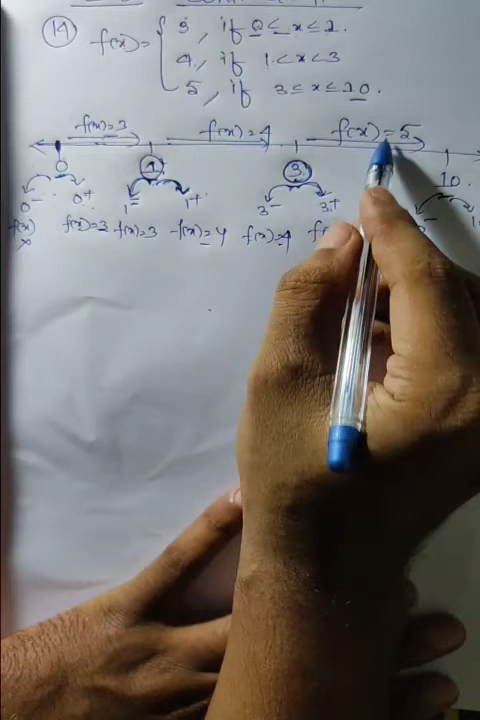 14 f(x) = { 3, if 0 ≤ x ≤ 1.
4, if 1 < x < 3
5, if 3 ≤ x ≤ 10.
f(x)=3 f(x)=4 f(x)=5
0 1 3 10.
0⁻ 0⁺ 1⁻ 1⁺ 3⁻ 3⁺
f(x) f(x)=3 f(x)=3 f(x)=4 f(x)=4
x